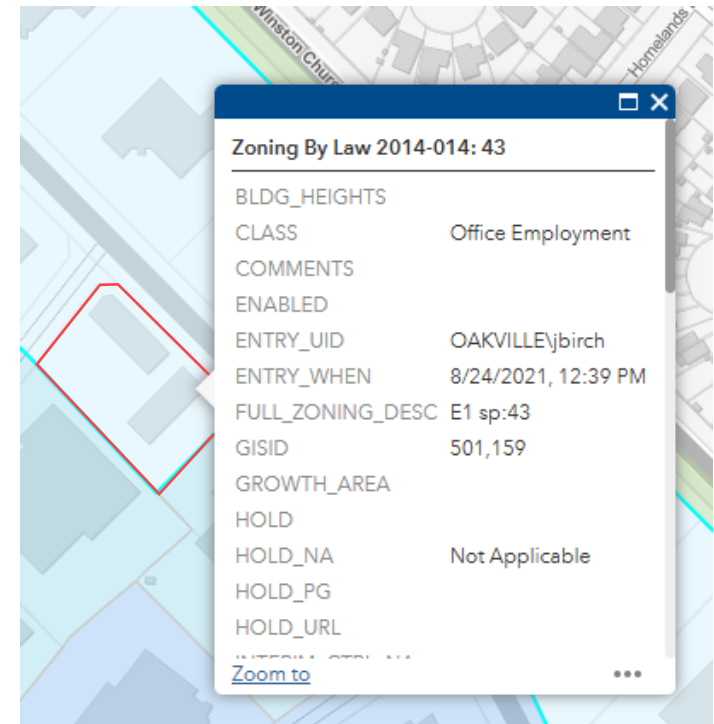 Winston Chur
Homelands
Zoning By Law 2014-014: 43
BLDG_HEIGHTS
CLASS Office Employment
COMMENTS
ENABLED
ENTRY_UID OAKVILLE\jbirch
ENTRY_WHEN 8/24/2021, 12:39 PM
FULL_ZONING_DESC E1 sp:43
GISID 501,159
GROWTH_AREA
HOLD
HOLD_NA Not Applicable
HOLD_PG
HOLD_URL
Zoom to